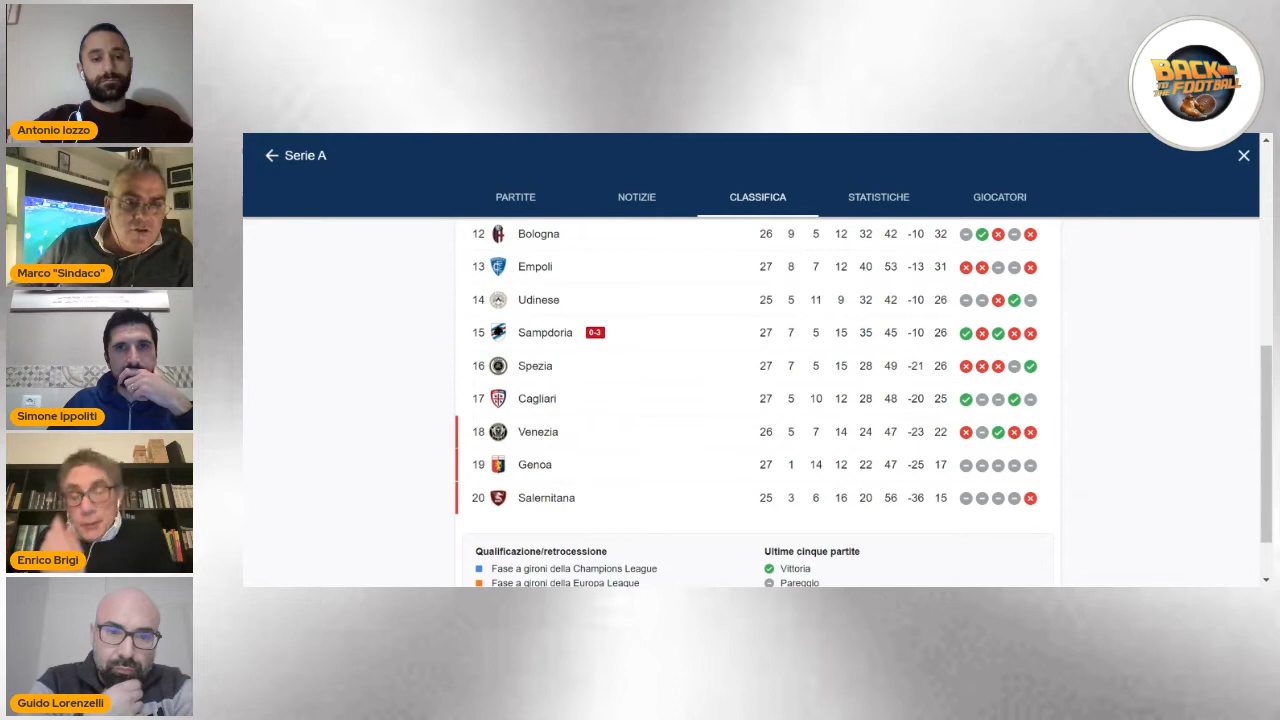 Antonio Iozzo
Marco "Sindaco"
Simone Ippoliti
Enrico Brigi
Guido Lorenzelli
BACK
TO
THE FOOTBALL
Serie A
PARTITE NOTIZIE CLASSIFICA STATISTICHE GIOCATORI
12 Bologna 26 9 5 12 32 42 -10 32
13 Empoli 27 8 7 12 40 53 -13 31
14 Udinese 25 5 11 9 32 42 -10 26
15 Sampdoria 0-3 27 7 5 15 35 45 -10 26
16 Spezia 27 7 5 15 28 49 -21 26
17 Cagliari 27 5 10 12 28 48 -20 25
18 Venezia 26 5 7 14 24 47 -23 22
19 Genoa 27 1 14 12 22 47 -25 17
20 Salernitana 25 3 6 16 20 56 -36 15
Qualificazione/retrocessione Ultime cinque partite
Fase a gironi della Champions League Vittoria
Fase a gironi della Europa League Pareggio